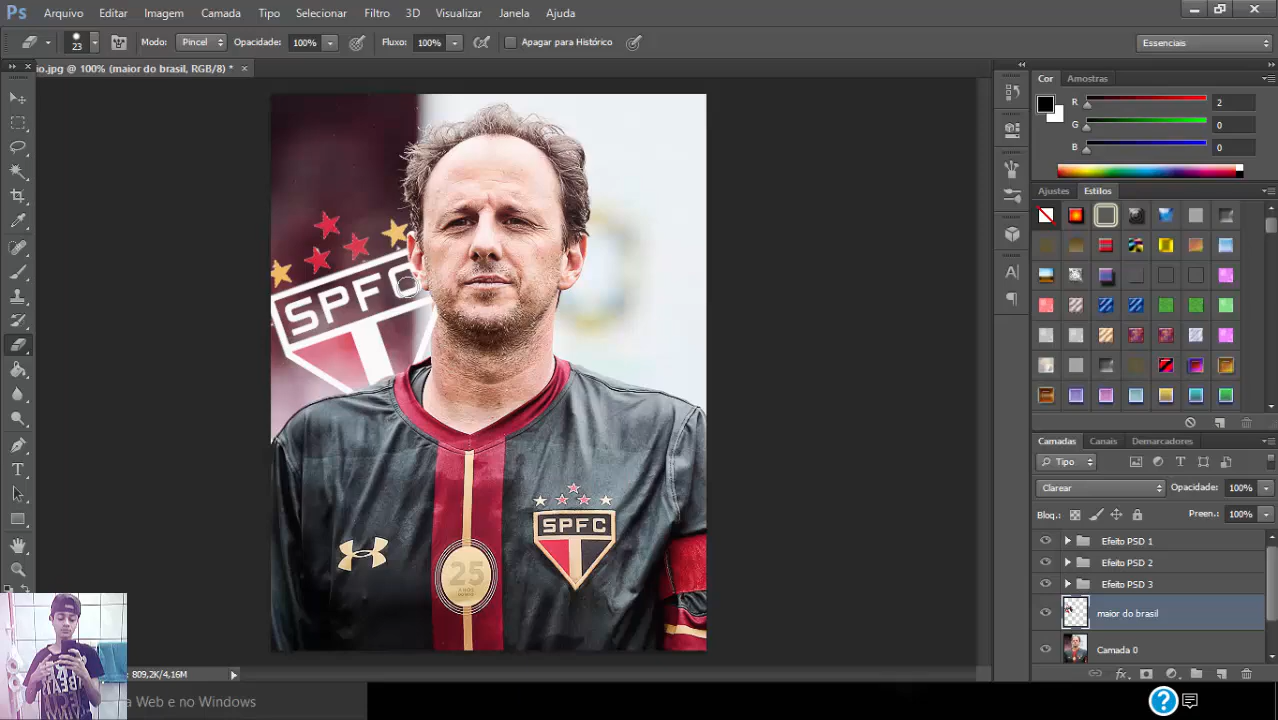 Ps Arquivo Editar Imagem Camada Tipo Selecionar Filtro 3D Visualizar Janela Ajuda
23 Modo: Pincel Opacidade: 100% Fluxo: 100% Apagar para Histórico Essenciais
io.jpg @ 100% (maior do brasil, RGB/8) * ×
Cor Amostras
R 2
G 0
B 0
Ajustes Estilos
SPFC
SPFC
25
Camadas Canais Demarcadores
Tipo
Clarear Opacidade: 100%
Bloq.: Preen.: 100%
Efeito PSD 1
Efeito PSD 2
Efeito PSD 3
maior do brasil
Camada 0
809,2K/4,16M
a Web e no Windows